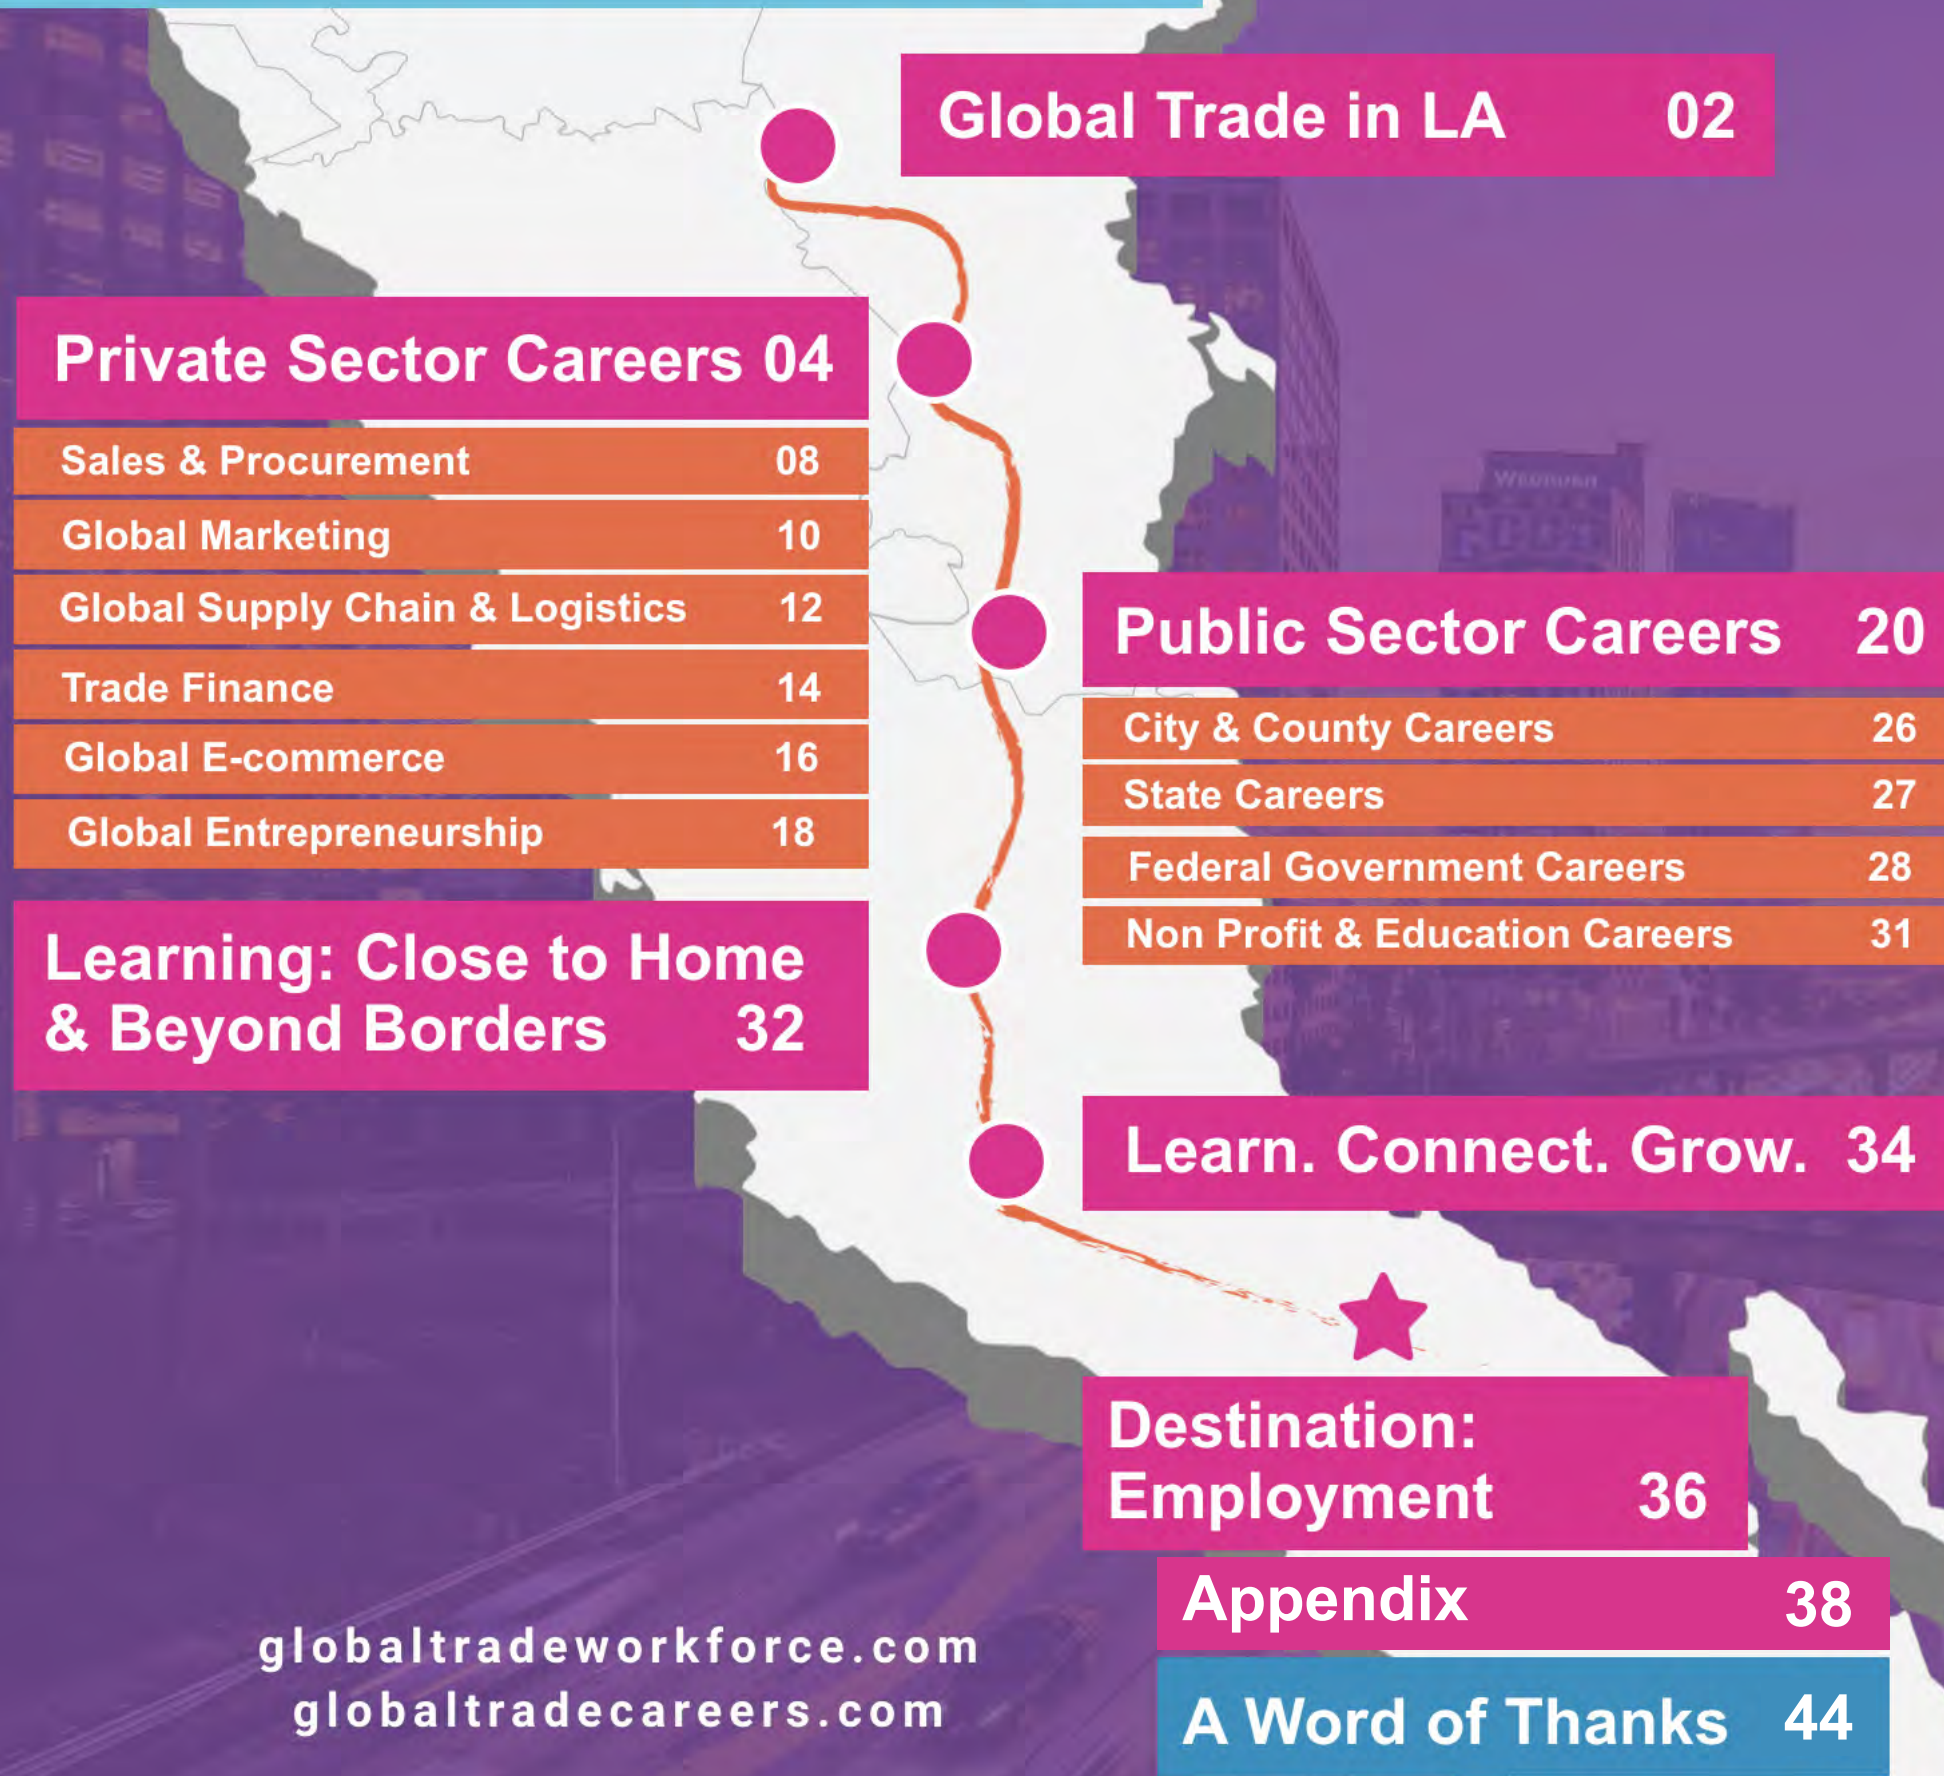 Global Trade in LA 02
Private Sector Careers 04
Sales & Procurement 08
Global Marketing 10
Global Supply Chain & Logistics 12
Trade Finance 14
Global E-commerce 16
Global Entrepreneurship 18
Public Sector Careers 20
City & County Careers 26
State Careers 27
Federal Government Careers 28
Non Profit & Education Careers 31
Learning: Close to Home
& Beyond Borders 32
Learn. Connect. Grow. 34
Destination:
Employment 36
Appendix 38
A Word of Thanks 44
globaltradeworkforce.com
globaltradecareers.com